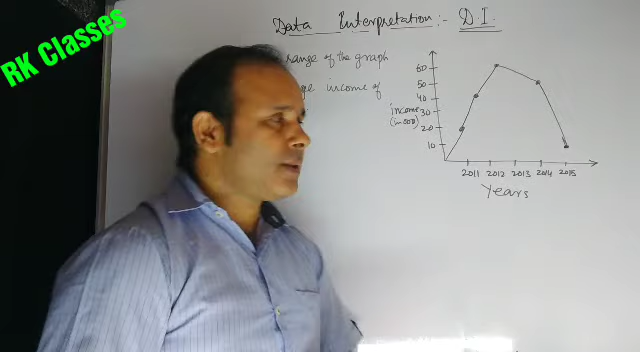 RK Classes
Data Interpretation:- D.I.
range of the graph
income of
60
50
40
income 30
(in 000) 20
10
2011 2012 2013 2014 2015
Years